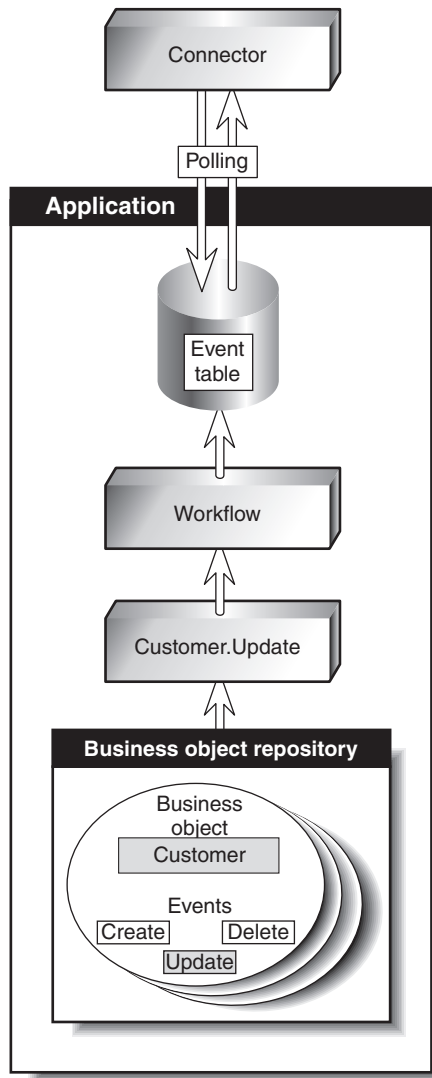 Connector
Polling
Application
Event
table
Workflow
Customer.Update
Business object repository
Business
object
Customer
Events
Create Delete
Update